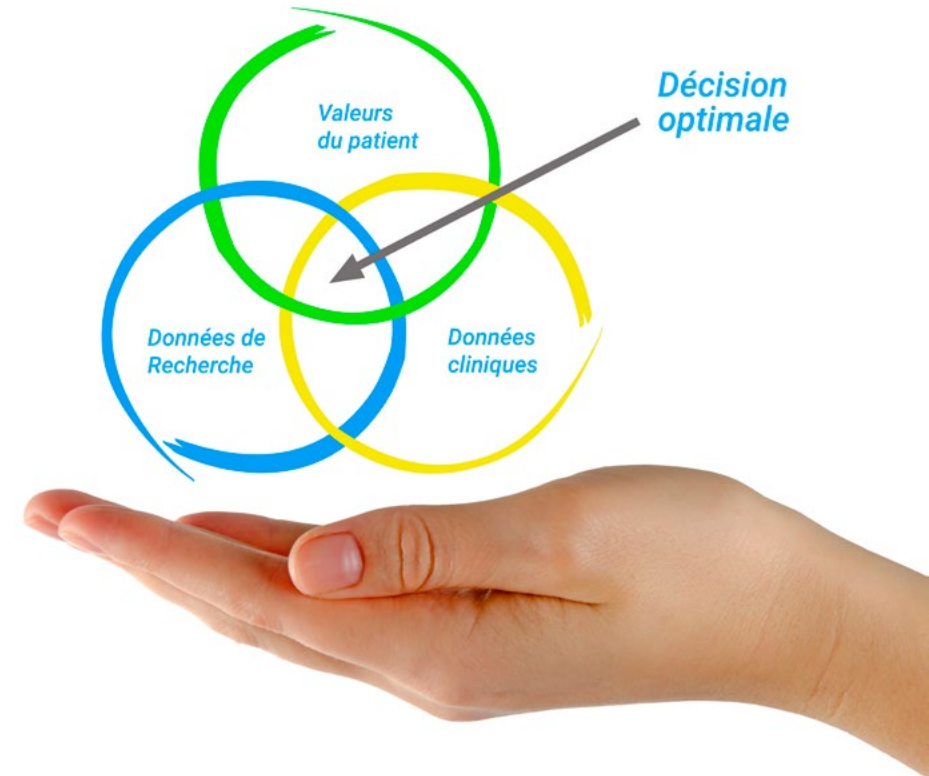 Valeurs
du patient
Décision
optimale
Données de
Recherche
Données
cliniques